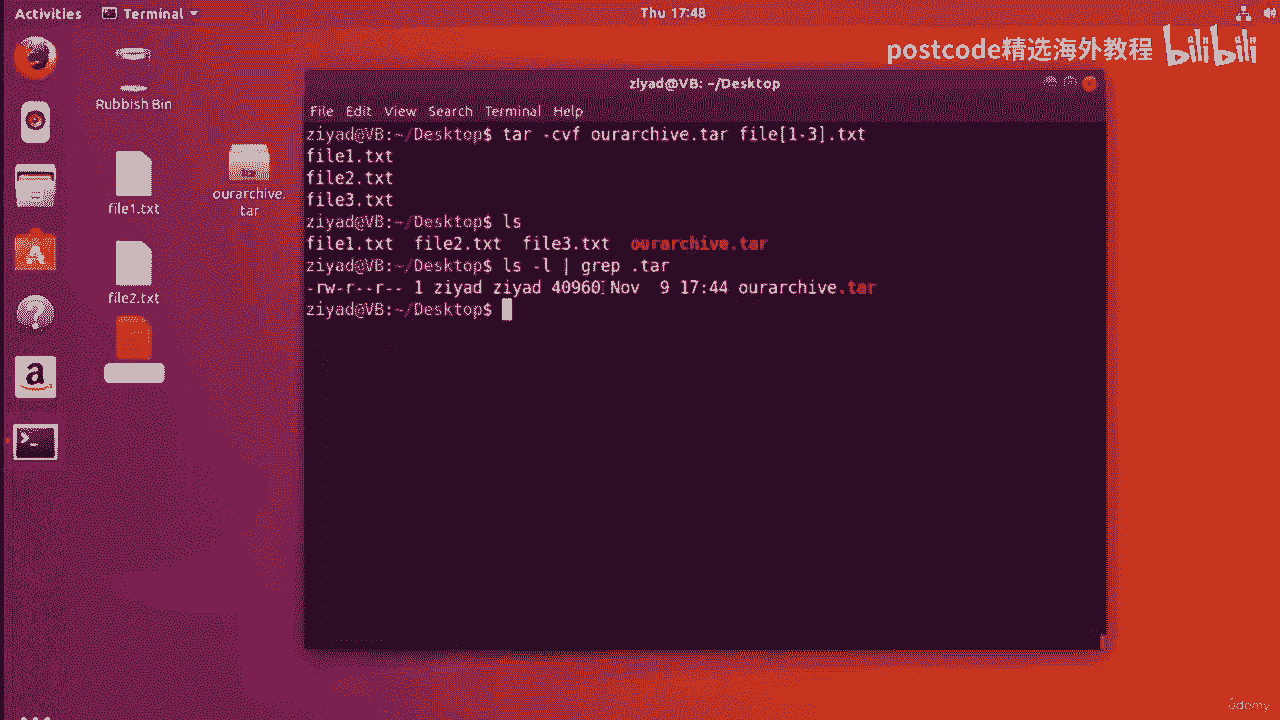 Activities Terminal Thu 17:48
postcode精选海外教程 bilibili
Rubbish Bin
file1.txt
file2.txt
ourarchive.
tar
ziyad@VB: ~/Desktop
File Edit View Search Terminal Help
ziyad@VB:~/Desktop$ tar -cvf ourarchive.tar file[1-3].txt
file1.txt
file2.txt
file3.txt
ziyad@VB:~/Desktop$ ls
file1.txt file2.txt file3.txt ourarchive.tar
ziyad@VB:~/Desktop$ ls -l | grep .tar
-rw-r--r-- 1 ziyad ziyad 40960 Nov 9 17:44 ourarchive.tar
ziyad@VB:~/Desktop$
ûdemy